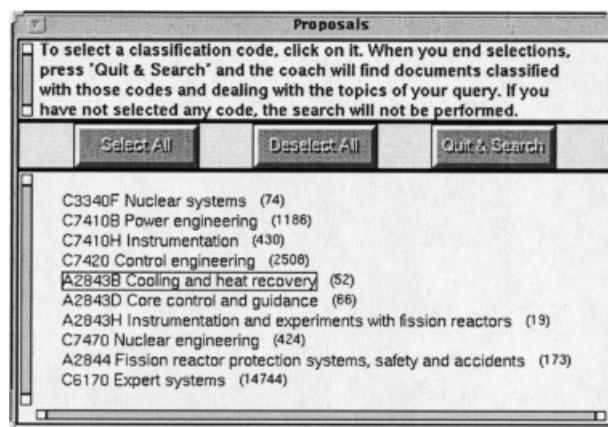 Proposals
To select a classification code, click on it. When you end selections,
press "Quit & Search" and the coach will find documents classified
with those codes and dealing with the topics of your query. If you
have not selected any code, the search will not be performed.
Select All Deselect All Quit & Search
C3340F Nuclear systems (74)
C7410B Power engineering (1186)
C7410H Instrumentation (430)
C7420 Control engineering (2508)
A2843B Cooling and heat recovery (52)
A2843D Core control and guidance (66)
A2843H Instrumentation and experiments with fission reactors (19)
C7470 Nuclear engineering (424)
A2844 Fission reactor protection systems, safety and accidents (173)
C6170 Expert systems (14744)